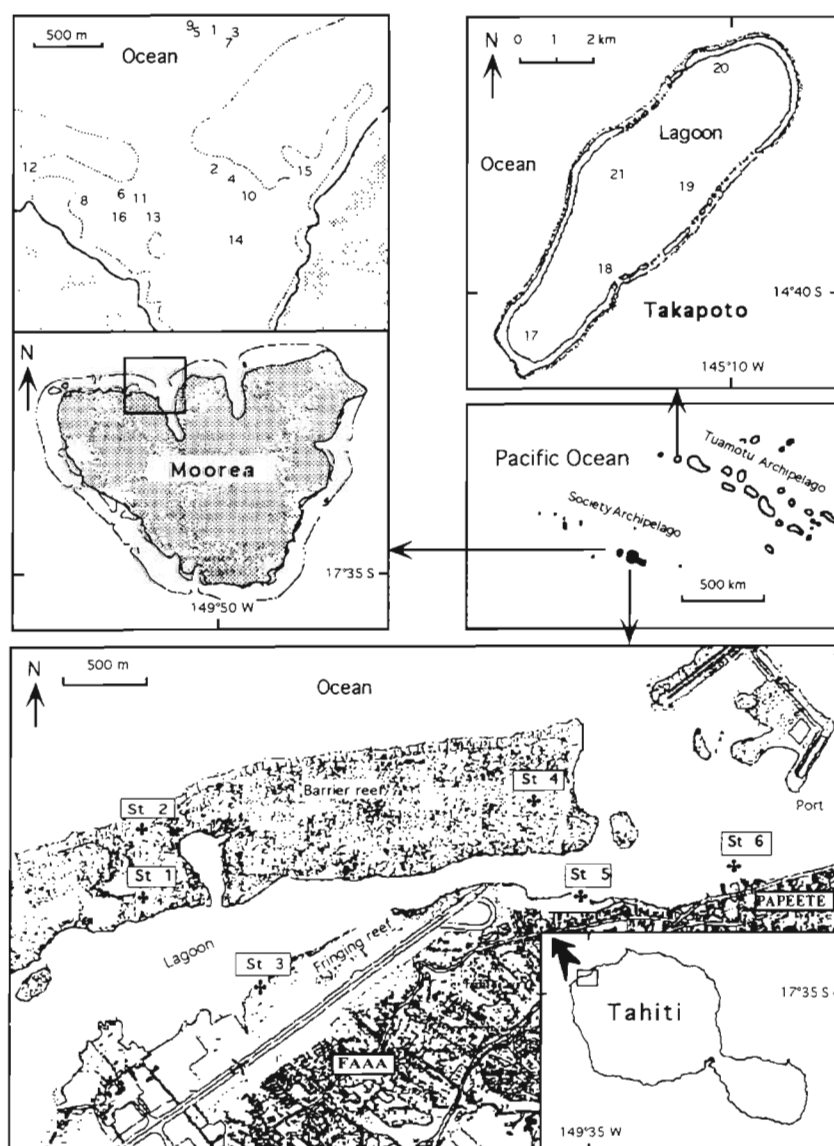 500 m
9 5 1 3
7
Ocean
12
2
4
10
15
8
6
11
16
13
14
N
Moorea
17°35 S
149°50 W
N
0 1 2 km
20
Lagoon
Ocean
21
19
18
14°40 S
17
Takapoto
145°10 W
Pacific Ocean
Tuamotu Archipelago
Society Archipelago
500 km
N
500 m
Ocean
Barrier reef
St 4
St 2
Port
St 1
St 5
St 6
PAPEETE
Lagoon
Fringing reef
St 3
FAAA
17°35 S
Tahiti
149°35 W